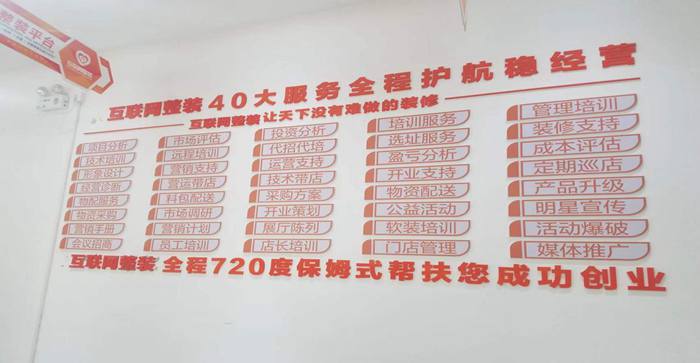 整装平台
互联网整装40大服务全程护航稳经营
互联网整装让天下没有难做的装修
项目分析 市场评估 投资分析 培训服务 管理培训
技术培训 远程培训 代招代培 选址服务 装修支持
形象设计 营销支持 运营支持 盈亏分析 成本评估
经营诊断 营运带店 技术带店 开业支持 定期巡店
物配服务 料包配送 采购方案 物资配送 产品升级
物资采购 市场调研 开业策划 公益活动 明星宣传
营销手册 营销计划 展厅陈列 软装培训 活动爆破
会议招商 员工培训 店长培训 门店管理 媒体推广
互联网整装 全程720度保姆式帮扶您成功创业